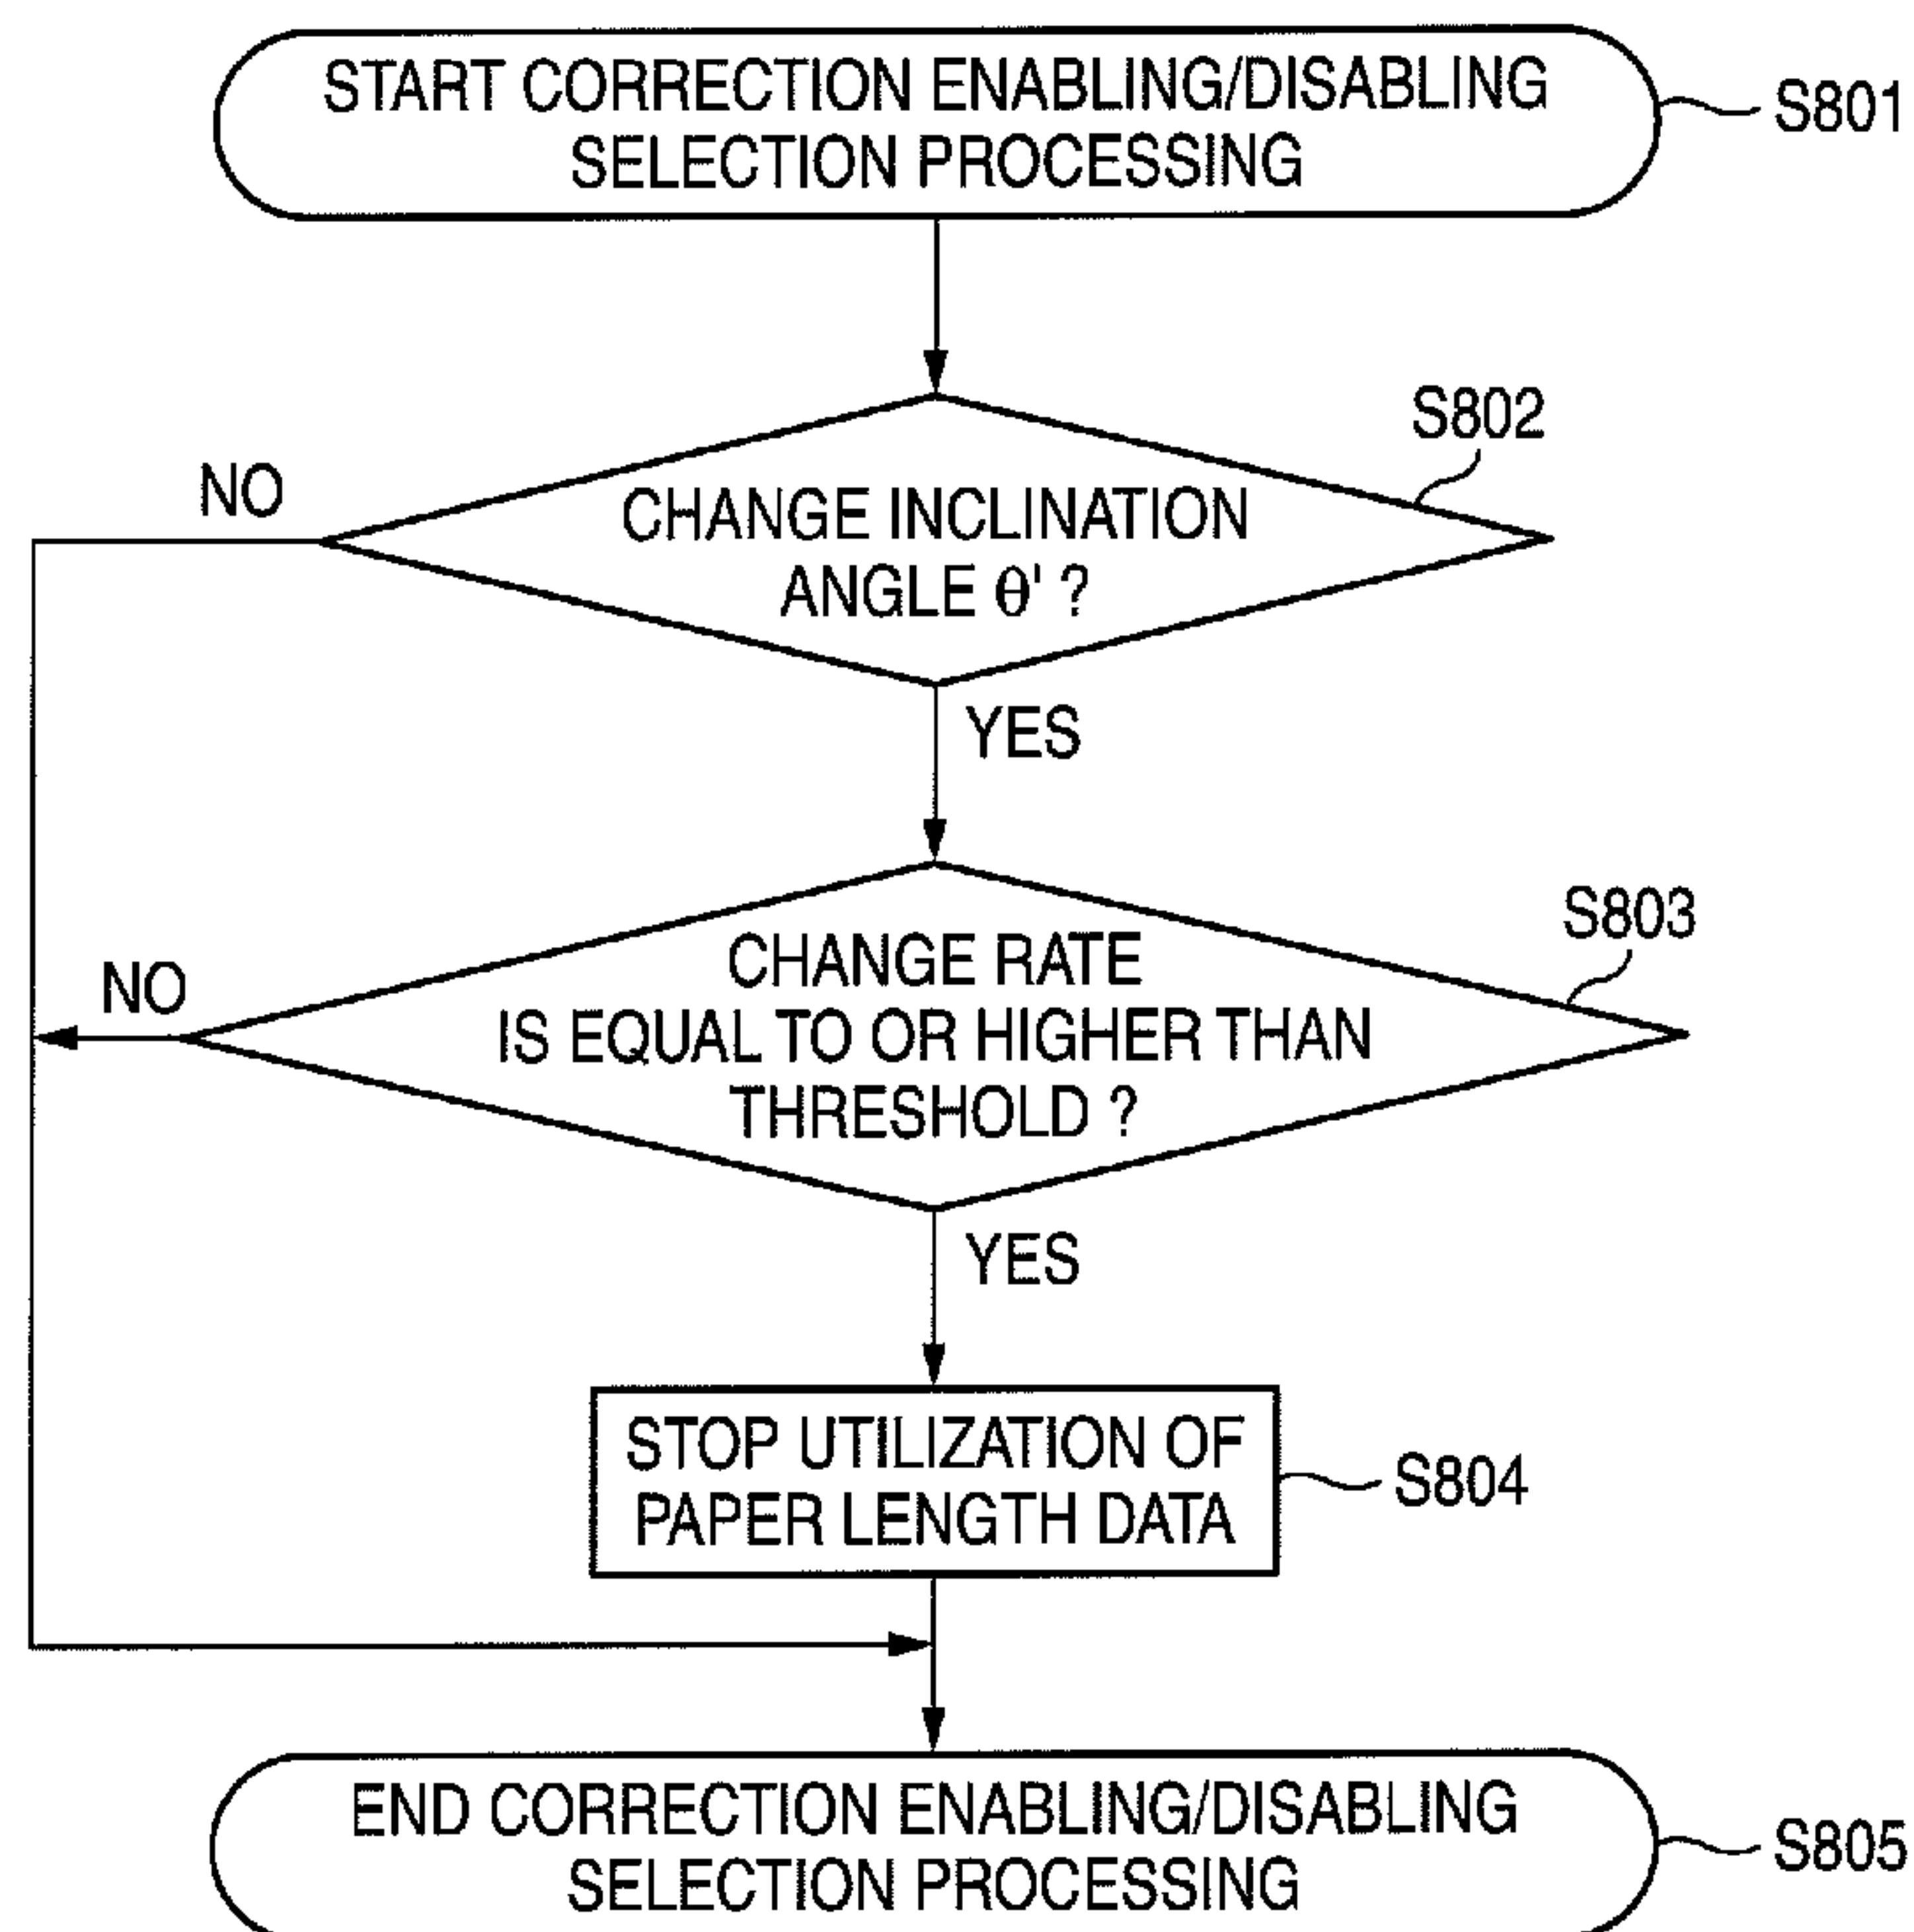 START CORRECTION ENABLING/DISABLING
SELECTION PROCESSING
S801
S802
NO
CHANGE INCLINATION
ANGLE θ' ?
YES
S803
NO
CHANGE RATE
IS EQUAL TO OR HIGHER THAN
THRESHOLD ?
YES
STOP UTILIZATION OF
PAPER LENGTH DATA
S804
END CORRECTION ENABLING/DISABLING
SELECTION PROCESSING
S805